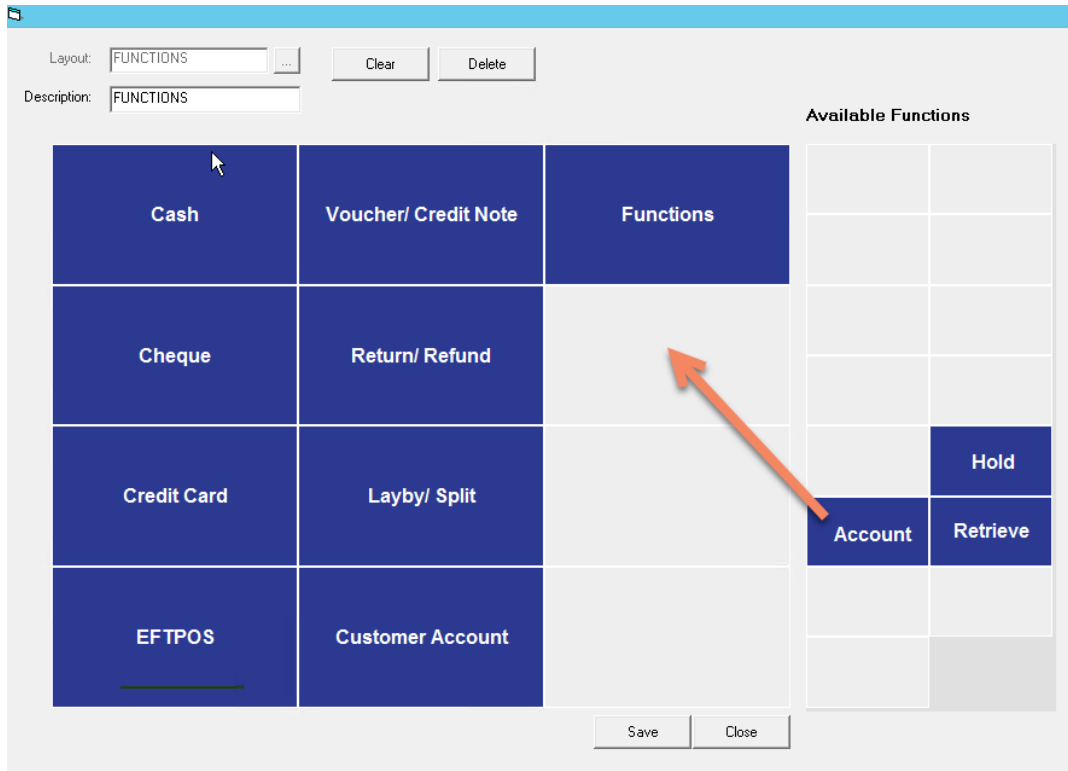 Layout: FUNCTIONS ... Clear Delete
Description: FUNCTIONS
Available Functions
Cash Voucher/ Credit Note Functions
Cheque Return/ Refund
Hold
Credit Card Layby/ Split
Account Retrieve
EFTPOS Customer Account
Save Close